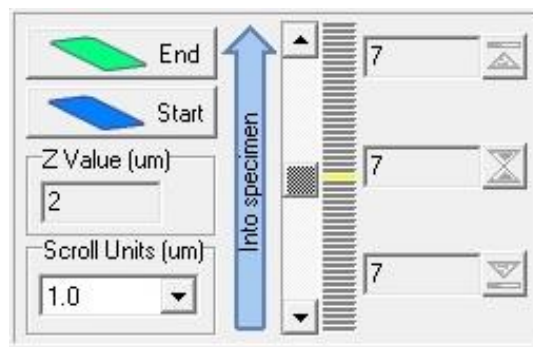 End
Start
Z Value (um)
2
Scroll Units (um)
1.0
Into specimen
7
7
7